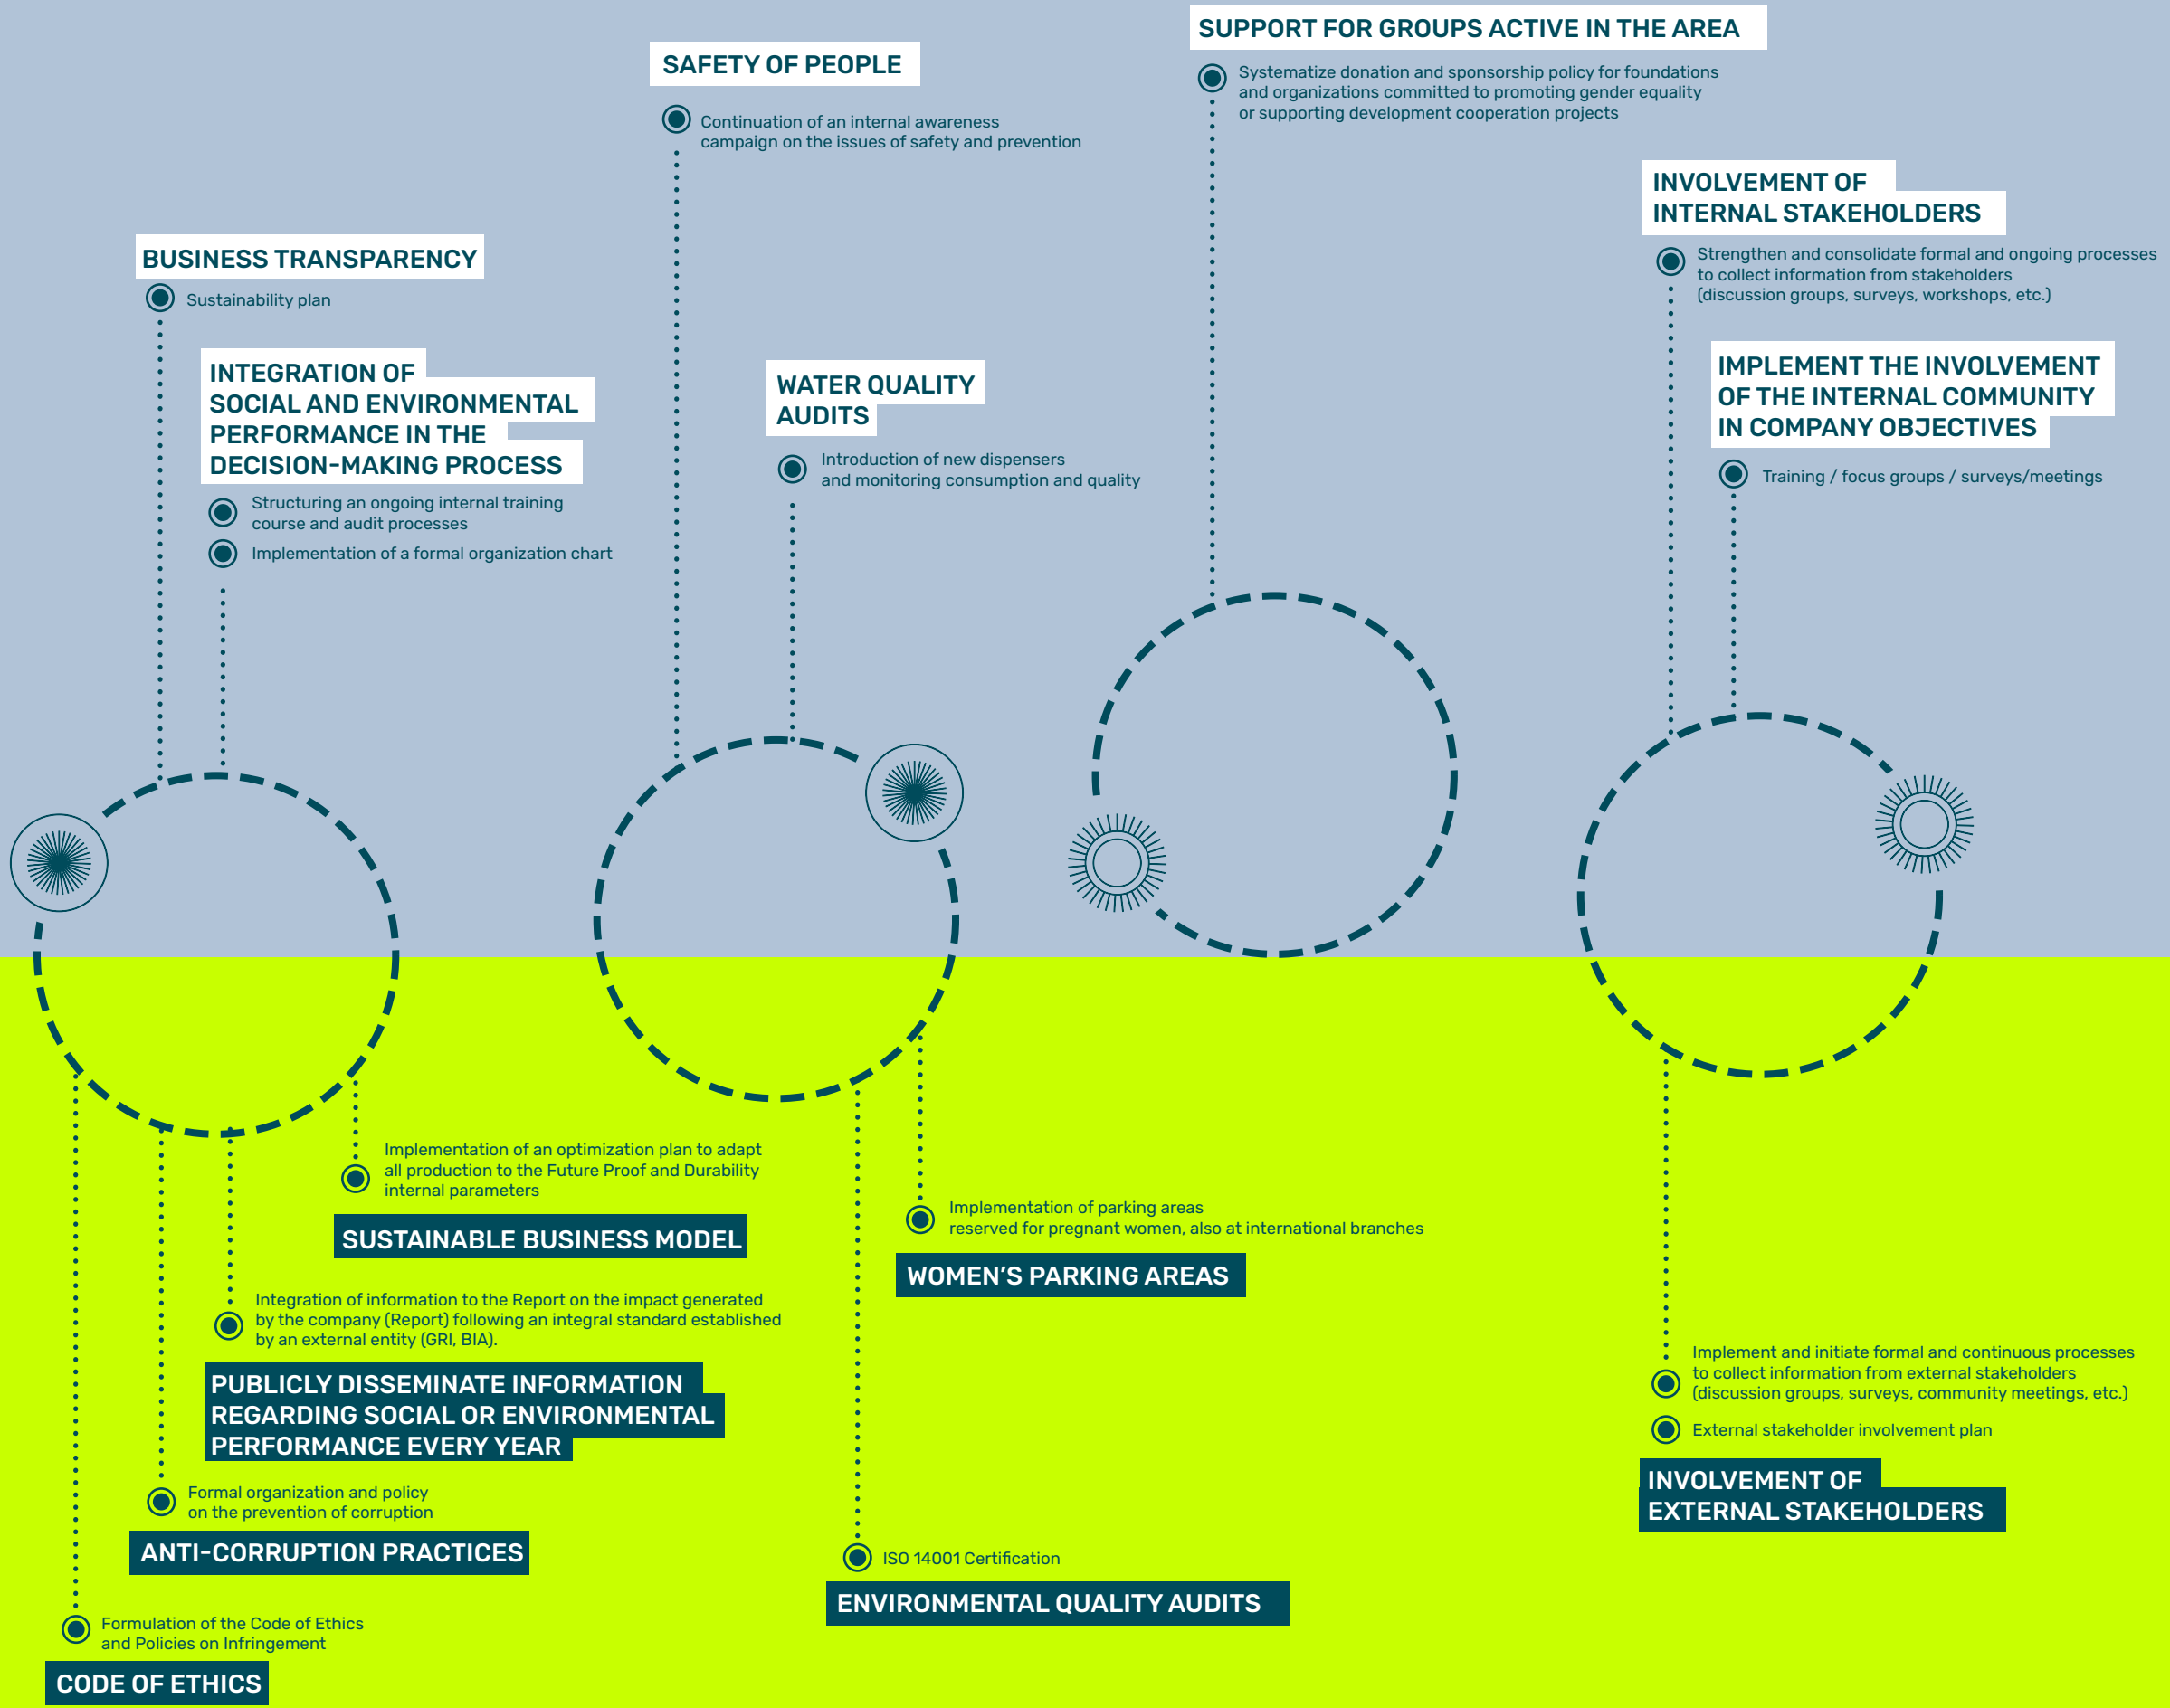 SUPPORT FOR GROUPS ACTIVE IN THE AREA
Systematize donation and sponsorship policy for foundations
and organizations committed to promoting gender equality
or supporting development cooperation projects
SAFETY OF PEOPLE
Continuation of an internal awareness
campaign on the issues of safety and prevention
INVOLVEMENT OF
INTERNAL STAKEHOLDERS
Strengthen and consolidate formal and ongoing processes
to collect information from stakeholders
(discussion groups, surveys, workshops, etc.)
BUSINESS TRANSPARENCY
Sustainability plan
INTEGRATION OF
SOCIAL AND ENVIRONMENTAL
PERFORMANCE IN THE
DECISION-MAKING PROCESS
Structuring an ongoing internal training
course and audit processes
Implementation of a formal organization chart
WATER QUALITY
AUDITS
Introduction of new dispensers
and monitoring consumption and quality
IMPLEMENT THE INVOLVEMENT
OF THE INTERNAL COMMUNITY
IN COMPANY OBJECTIVES
Training / focus groups / surveys/meetings
Implementation of an optimization plan to adapt
all production to the Future Proof and Durability
internal parameters
SUSTAINABLE BUSINESS MODEL
Implementation of parking areas
reserved for pregnant women, also at international branches
WOMEN'S PARKING AREAS
Integration of information to the Report on the impact generated
by the company (Report) following an integral standard established
by an external entity (GRI, BIA).
PUBLICLY DISSEMINATE INFORMATION
REGARDING SOCIAL OR ENVIRONMENTAL
PERFORMANCE EVERY YEAR
Implement and initiate formal and continuous processes
to collect information from external stakeholders
(discussion groups, surveys, community meetings, etc.)
External stakeholder involvement plan
INVOLVEMENT OF
EXTERNAL STAKEHOLDERS
Formal organization and policy
on the prevention of corruption
ANTI-CORRUPTION PRACTICES
ISO 14001 Certification
ENVIRONMENTAL QUALITY AUDITS
Formulation of the Code of Ethics
and Policies on Infringement
CODE OF ETHICS